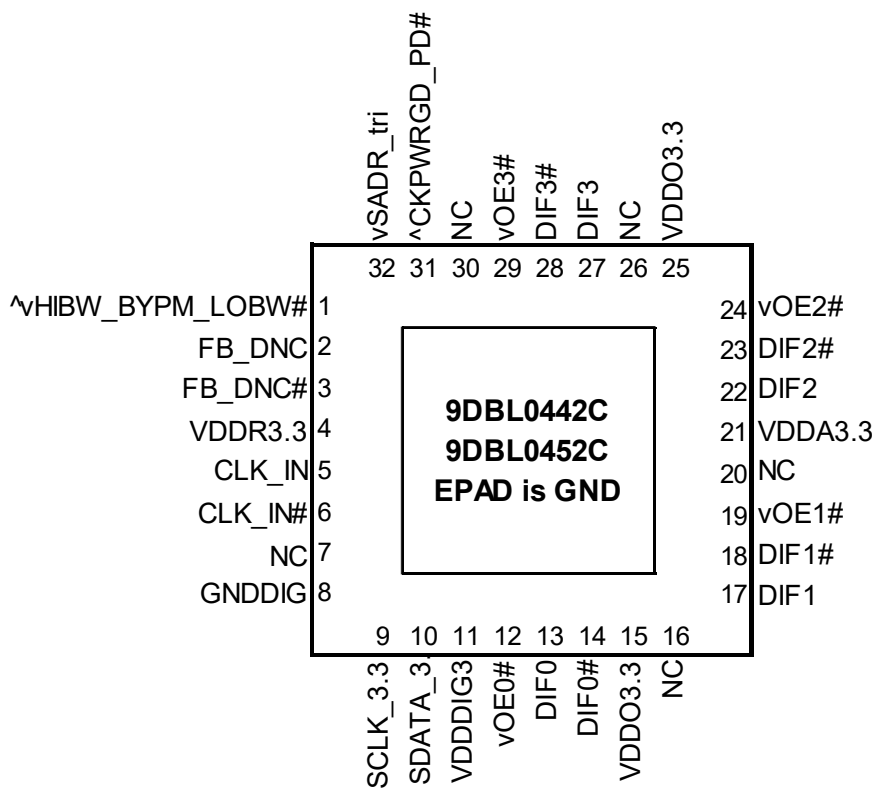 vSADR_tri
^CKPWRGD_PD#
NC
vOE3#
DIF3#
DIF3
NC
VDDO3.3
32 31 30 29 28 27 26 25
^vHIBW_BYPM_LOBW# 1
FB_DNC 2
FB_DNC# 3
VDDR3.3 4
CLK_IN 5
CLK_IN# 6
NC 7
GNDDIG 8
9DBL0442C
9DBL0452C
EPAD is GND
24 vOE2#
23 DIF2#
22 DIF2
21 VDDA3.3
20 NC
19 vOE1#
18 DIF1#
17 DIF1
9 10 11 12 13 14 15 16
SCLK_3.3
SDATA_3.
VDDDIG3
vOE0#
DIF0
DIF0#
VDDO3.3
NC